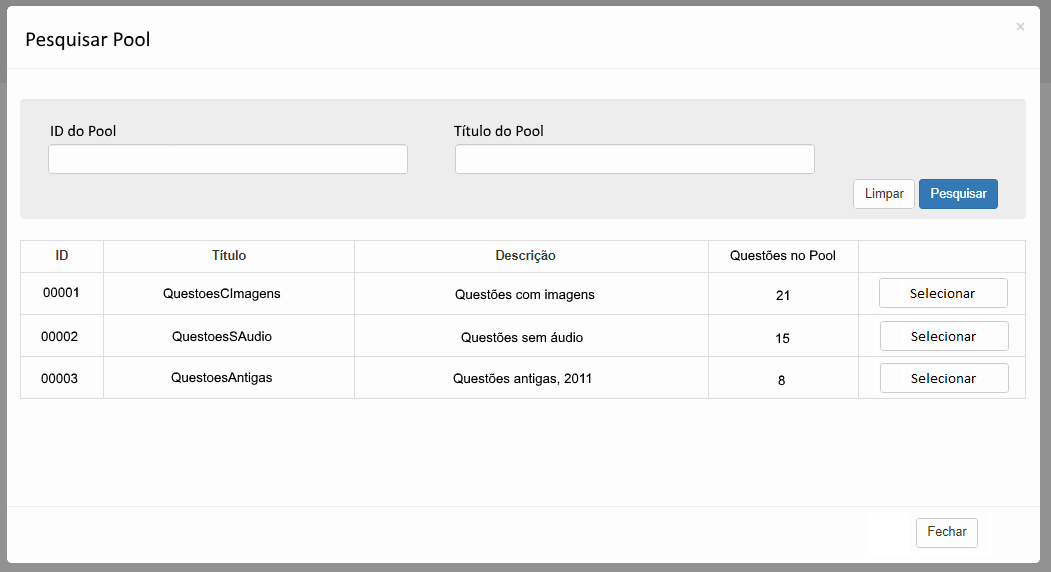 Pesquisar Pool
×
ID do Pool Título do Pool
Limpar Pesquisar
ID Título Descrição Questões no Pool
00001 QuestoesCImagens Questões com imagens 21 Selecionar
00002 QuestoesSAudio Questões sem áudio 15 Selecionar
00003 QuestoesAntigas Questões antigas, 2011 8 Selecionar
Fechar